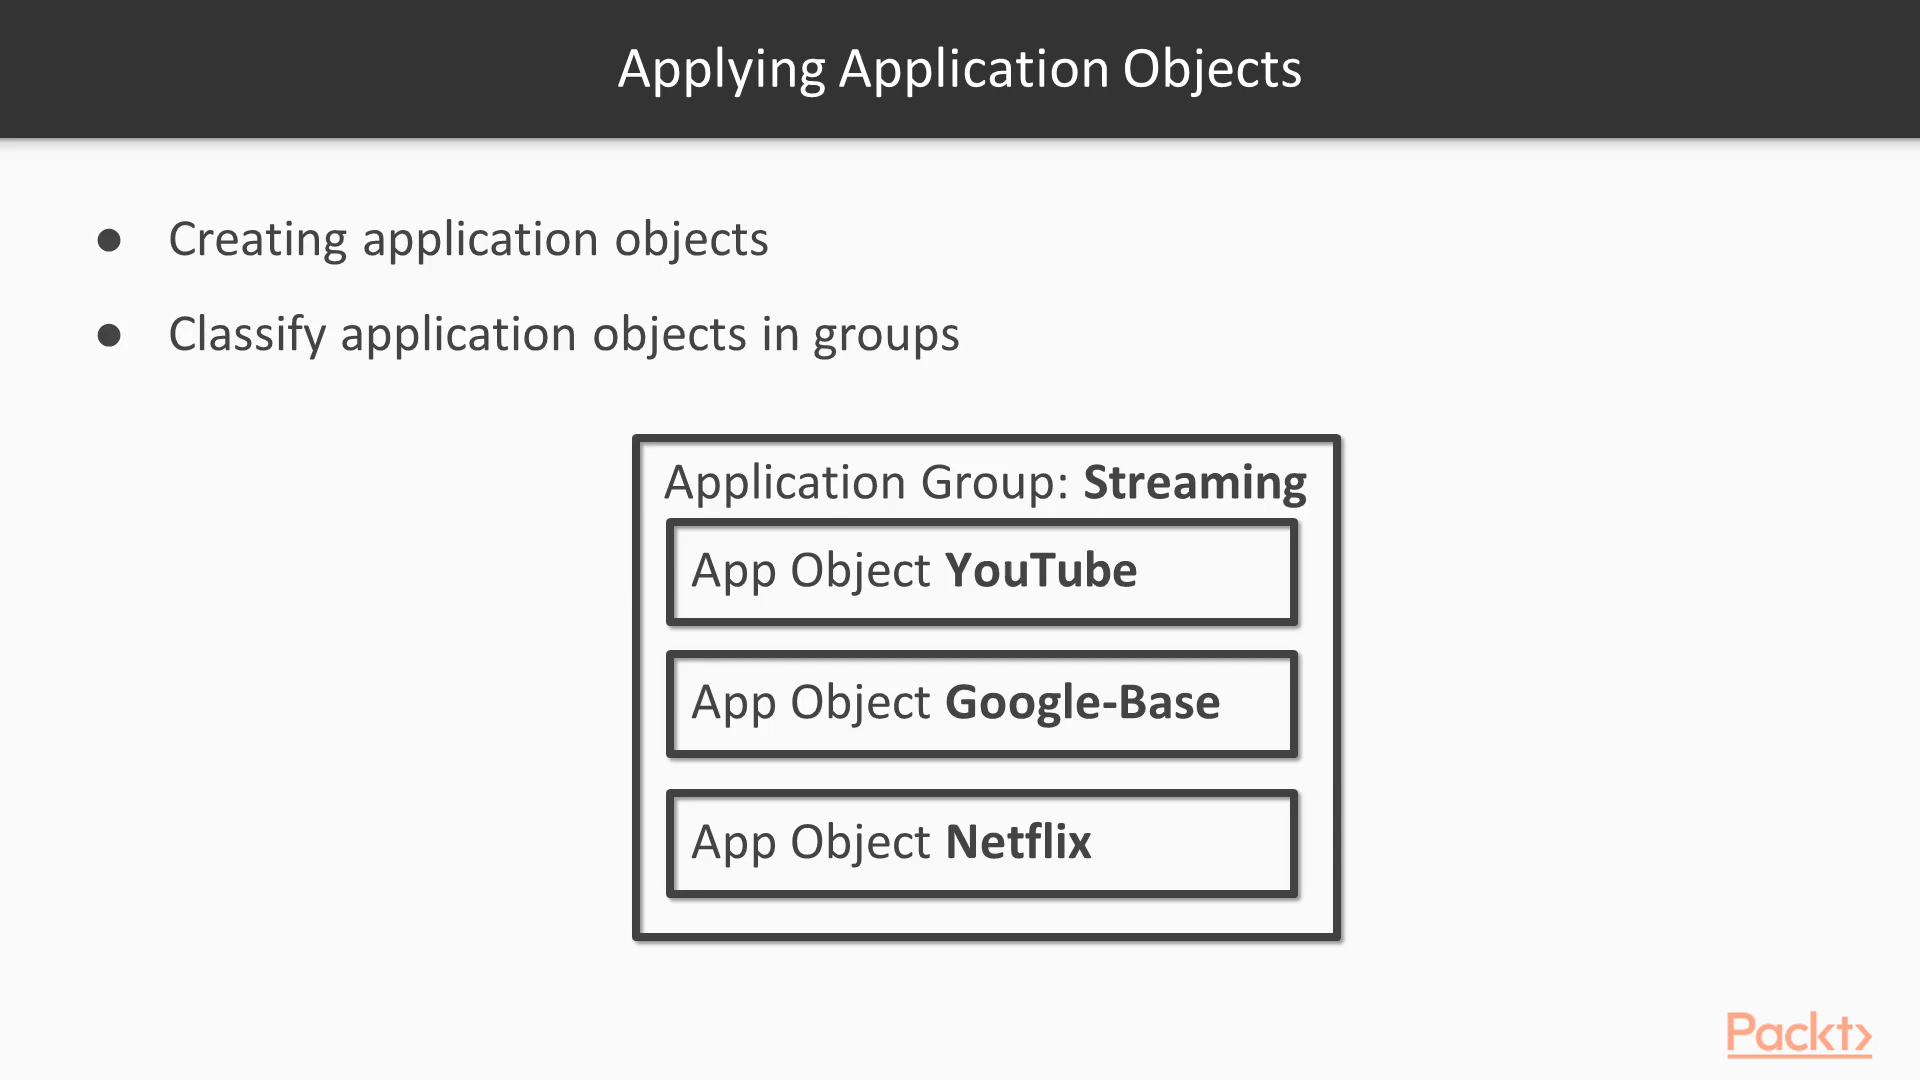 Applying Application Objects
● Creating application objects
● Classify application objects in groups
Application Group: Streaming
App Object YouTube
App Object Google-Base
App Object Netflix
Packt>